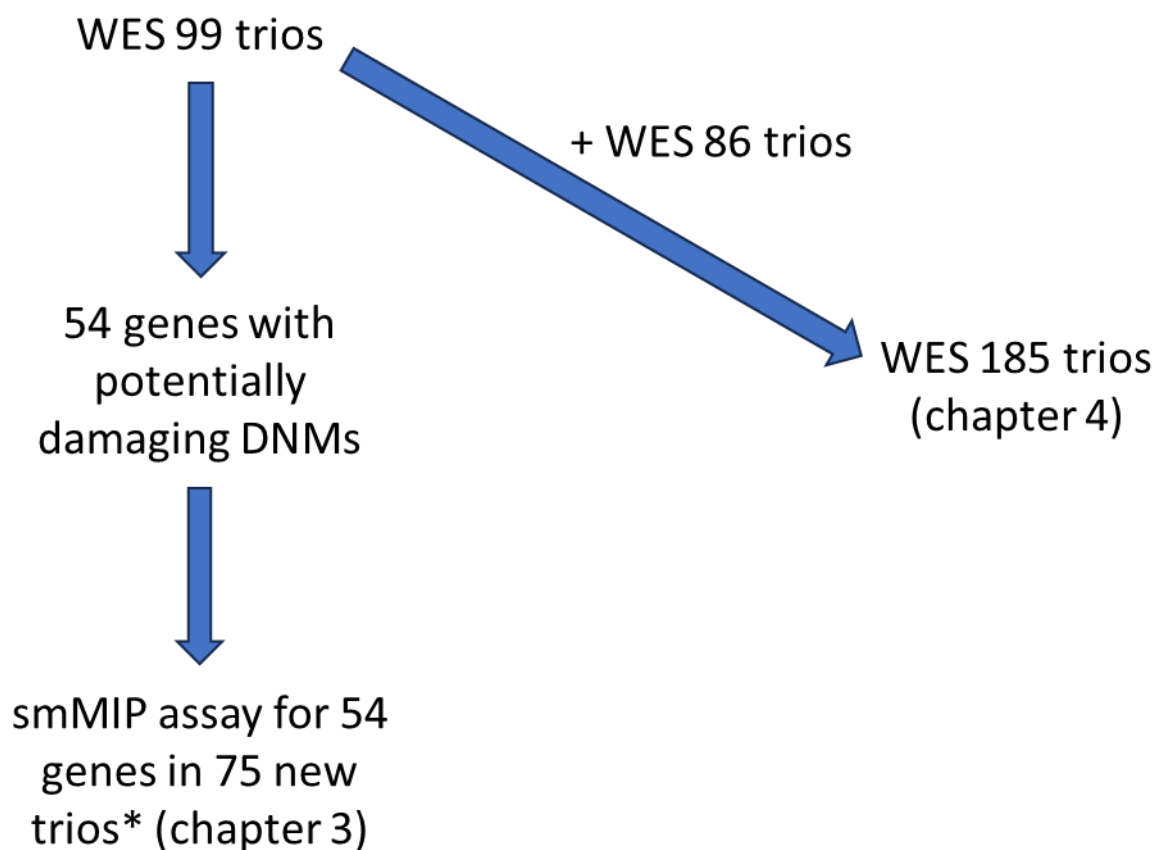 WES 99 trios
+ WES 86 trios
54 genes with
potentially
damaging DNMs
WES 185 trios
(chapter 4)
smMIP assay for 54
genes in 75 new
trios* (chapter 3)